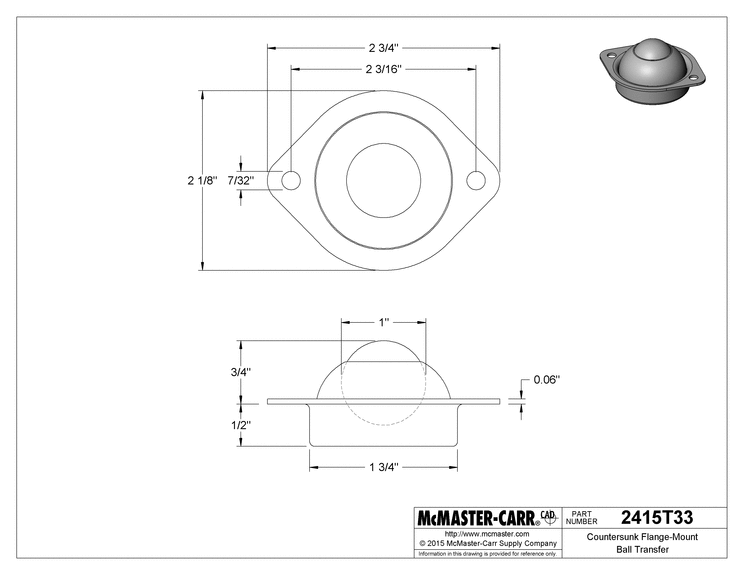 2 3/4"
2 3/16"
2 1/8"
7/32"
1"
3/4"
0.06"
1/2"
1 3/4"
McMASTER-CARR® CAD
http://www.mcmaster.com
© 2015 McMaster-Carr Supply Company
Information in this drawing is provided for reference only.
PART
NUMBER
2415T33
Countersunk Flange-Mount
Ball Transfer